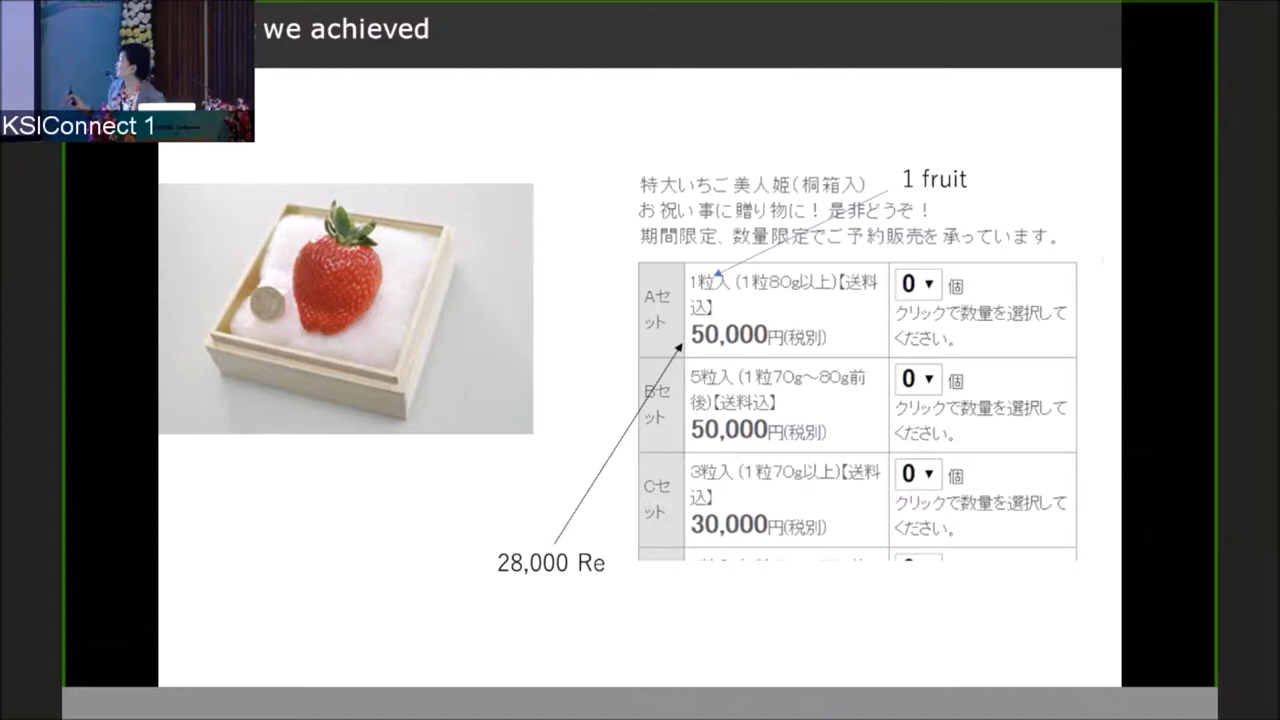 we achieved
KSIConnect 1
特大いちご美人姫(桐箱入)
お祝い事に贈り物に！是非どうぞ！
期間限定、数量限定でご予約販売を承っています。
1 fruit
Aセ
ット
1粒入 (1粒80g以上)【送料
込】
50,000円(税別)
0 ▼ 個
クリックで数量を選択して
ください。
Bセ
ット
5粒入 (1粒70g～80g前
後)【送料込】
50,000円(税別)
0 ▼ 個
クリックで数量を選択して
ください。
Cセ
ット
3粒入 (1粒70g以上)【送料
込】
30,000円(税別)
0 ▼ 個
クリックで数量を選択して
ください。
28,000 Re